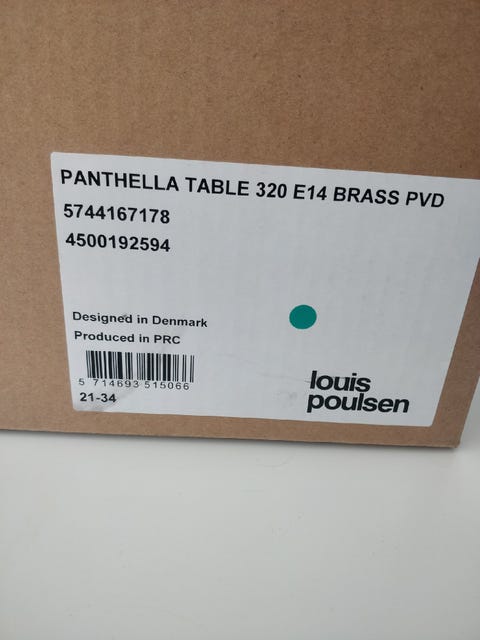 PANTHELLA TABLE 320 E14 BRASS PVD
5744167178
4500192594
Designed in Denmark
Produced in PRC
5 714693 515066
21-34
louis
poulsen